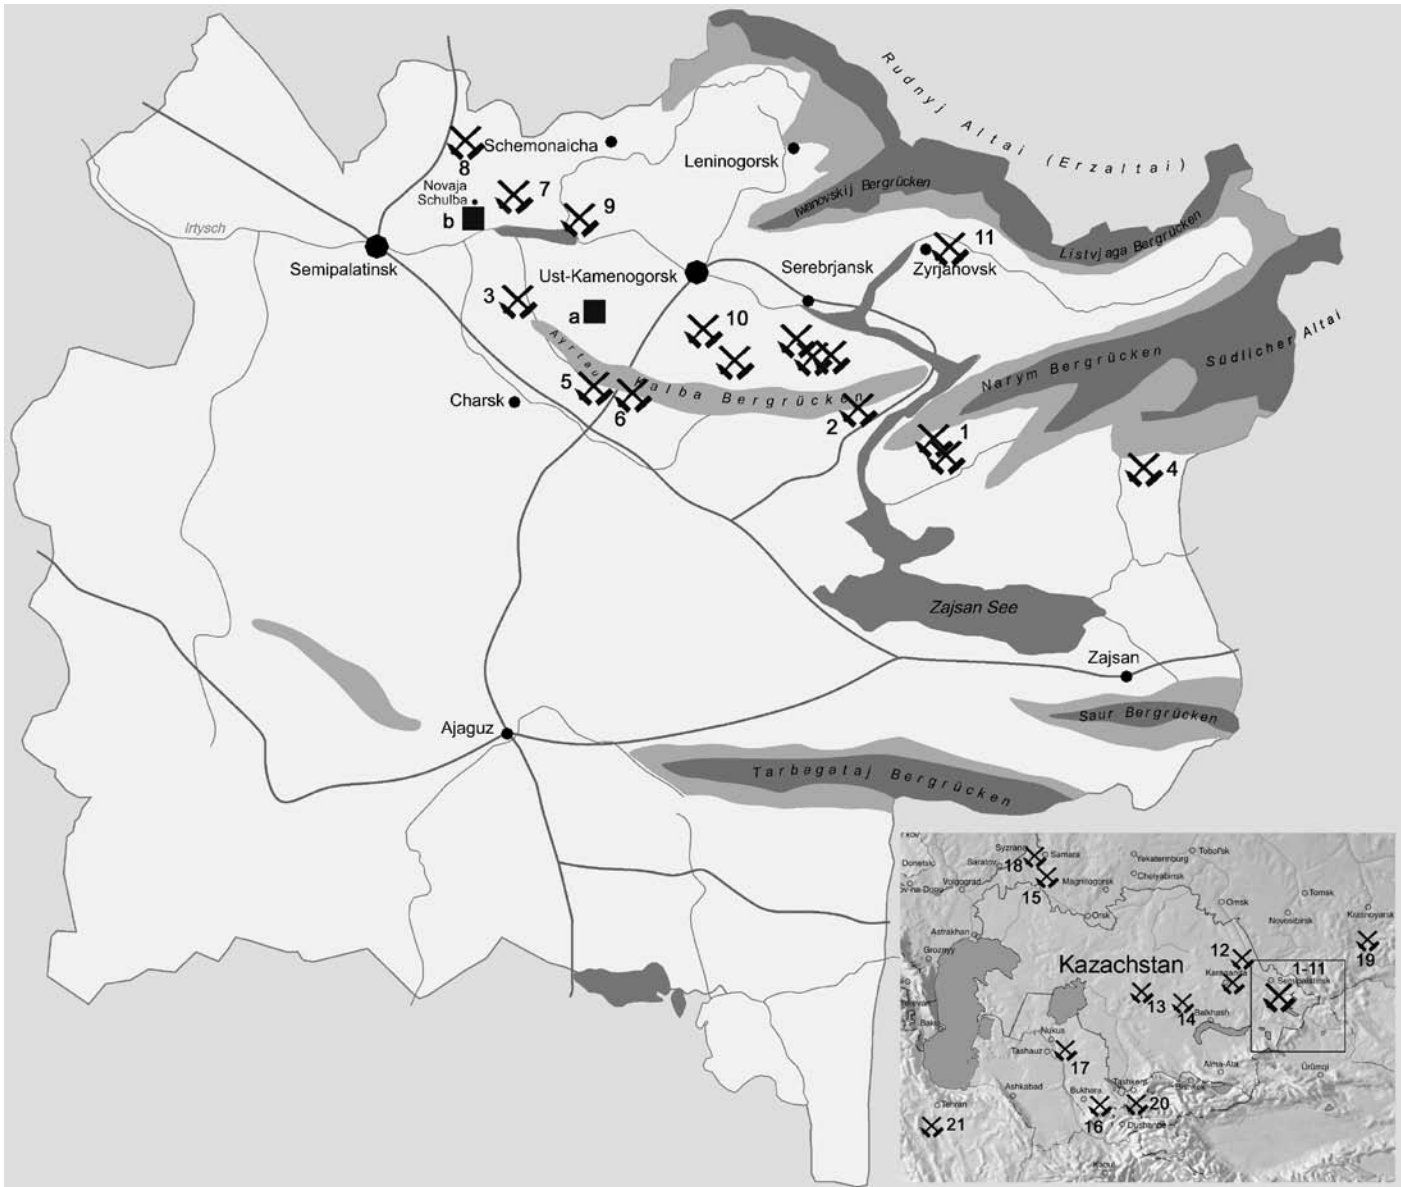 Rudnyj Altai (Erzaltai)
8
Schemonaicha
Leninogorsk
7
Novaja
Schulba
b
9
Iwanovskij Bergrücken
Irtysch
Semipalatinsk
Ust-Kamenogorsk
Serebrjansk
11
Zyrjanovsk
Listvjaga Bergrücken
3
a
10
Südlicher Altai
Narym Bergrücken
Ayrteu
Kalba Bergrücken
5
6
Charsk
2
1
4
Zajsan See
Zajsan
Saur Bergrücken
Ajaguz
Tarbagataj Bergrücken
Syzrano
18
Samara
Saratov
Yekaterinburg
Tobol'sk
Donetsk
Chelyabinsk
Volgograd
Magnitogorsk
15
Orsk
Omsk
Tomsk
Novosibirsk
Krasnoyarsk
Astrakhan
Groznyy
12
19
Kazachstan
Karaganda
1-11
Semipalatinsk
13
14
Balkhash
Baku
Nukus
Tashauz
17
Alma-Ata
Ürümqi
Ashkabad
Bukhara
Tashkent
Tehran
20
16
Dushanbe
21
Kabul